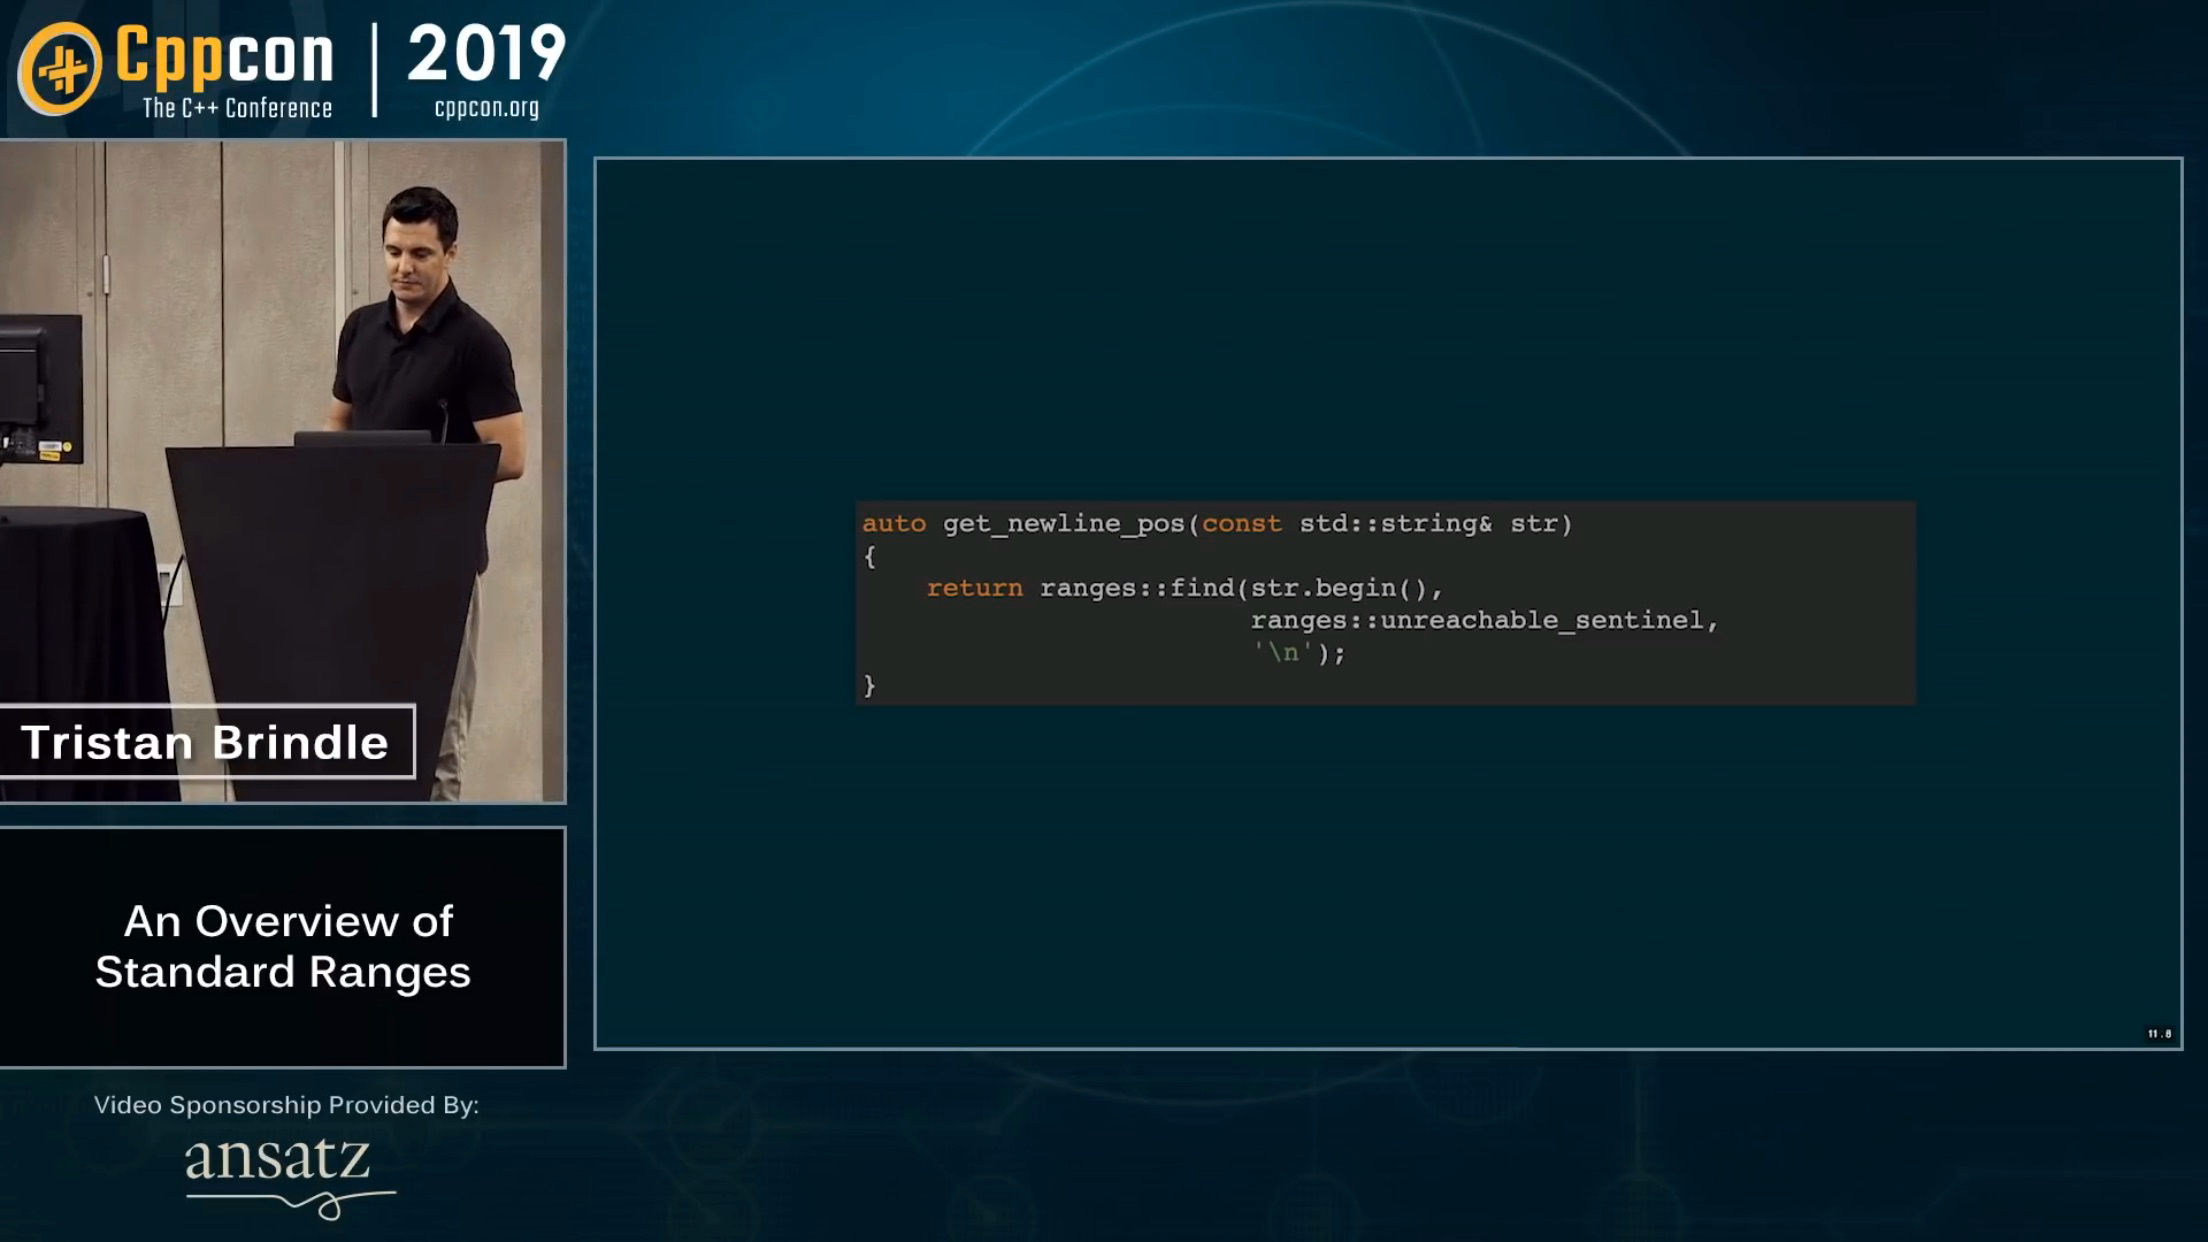 Cppcon
The C++ Conference
2019
cppcon.org
auto get_newline_pos(const std::string& str)
{
    return ranges::find(str.begin(),
                        ranges::unreachable_sentinel,
                        '\n');
}
11.8
Tristan Brindle
An Overview of
Standard Ranges
Video Sponsorship Provided By:
ansatz